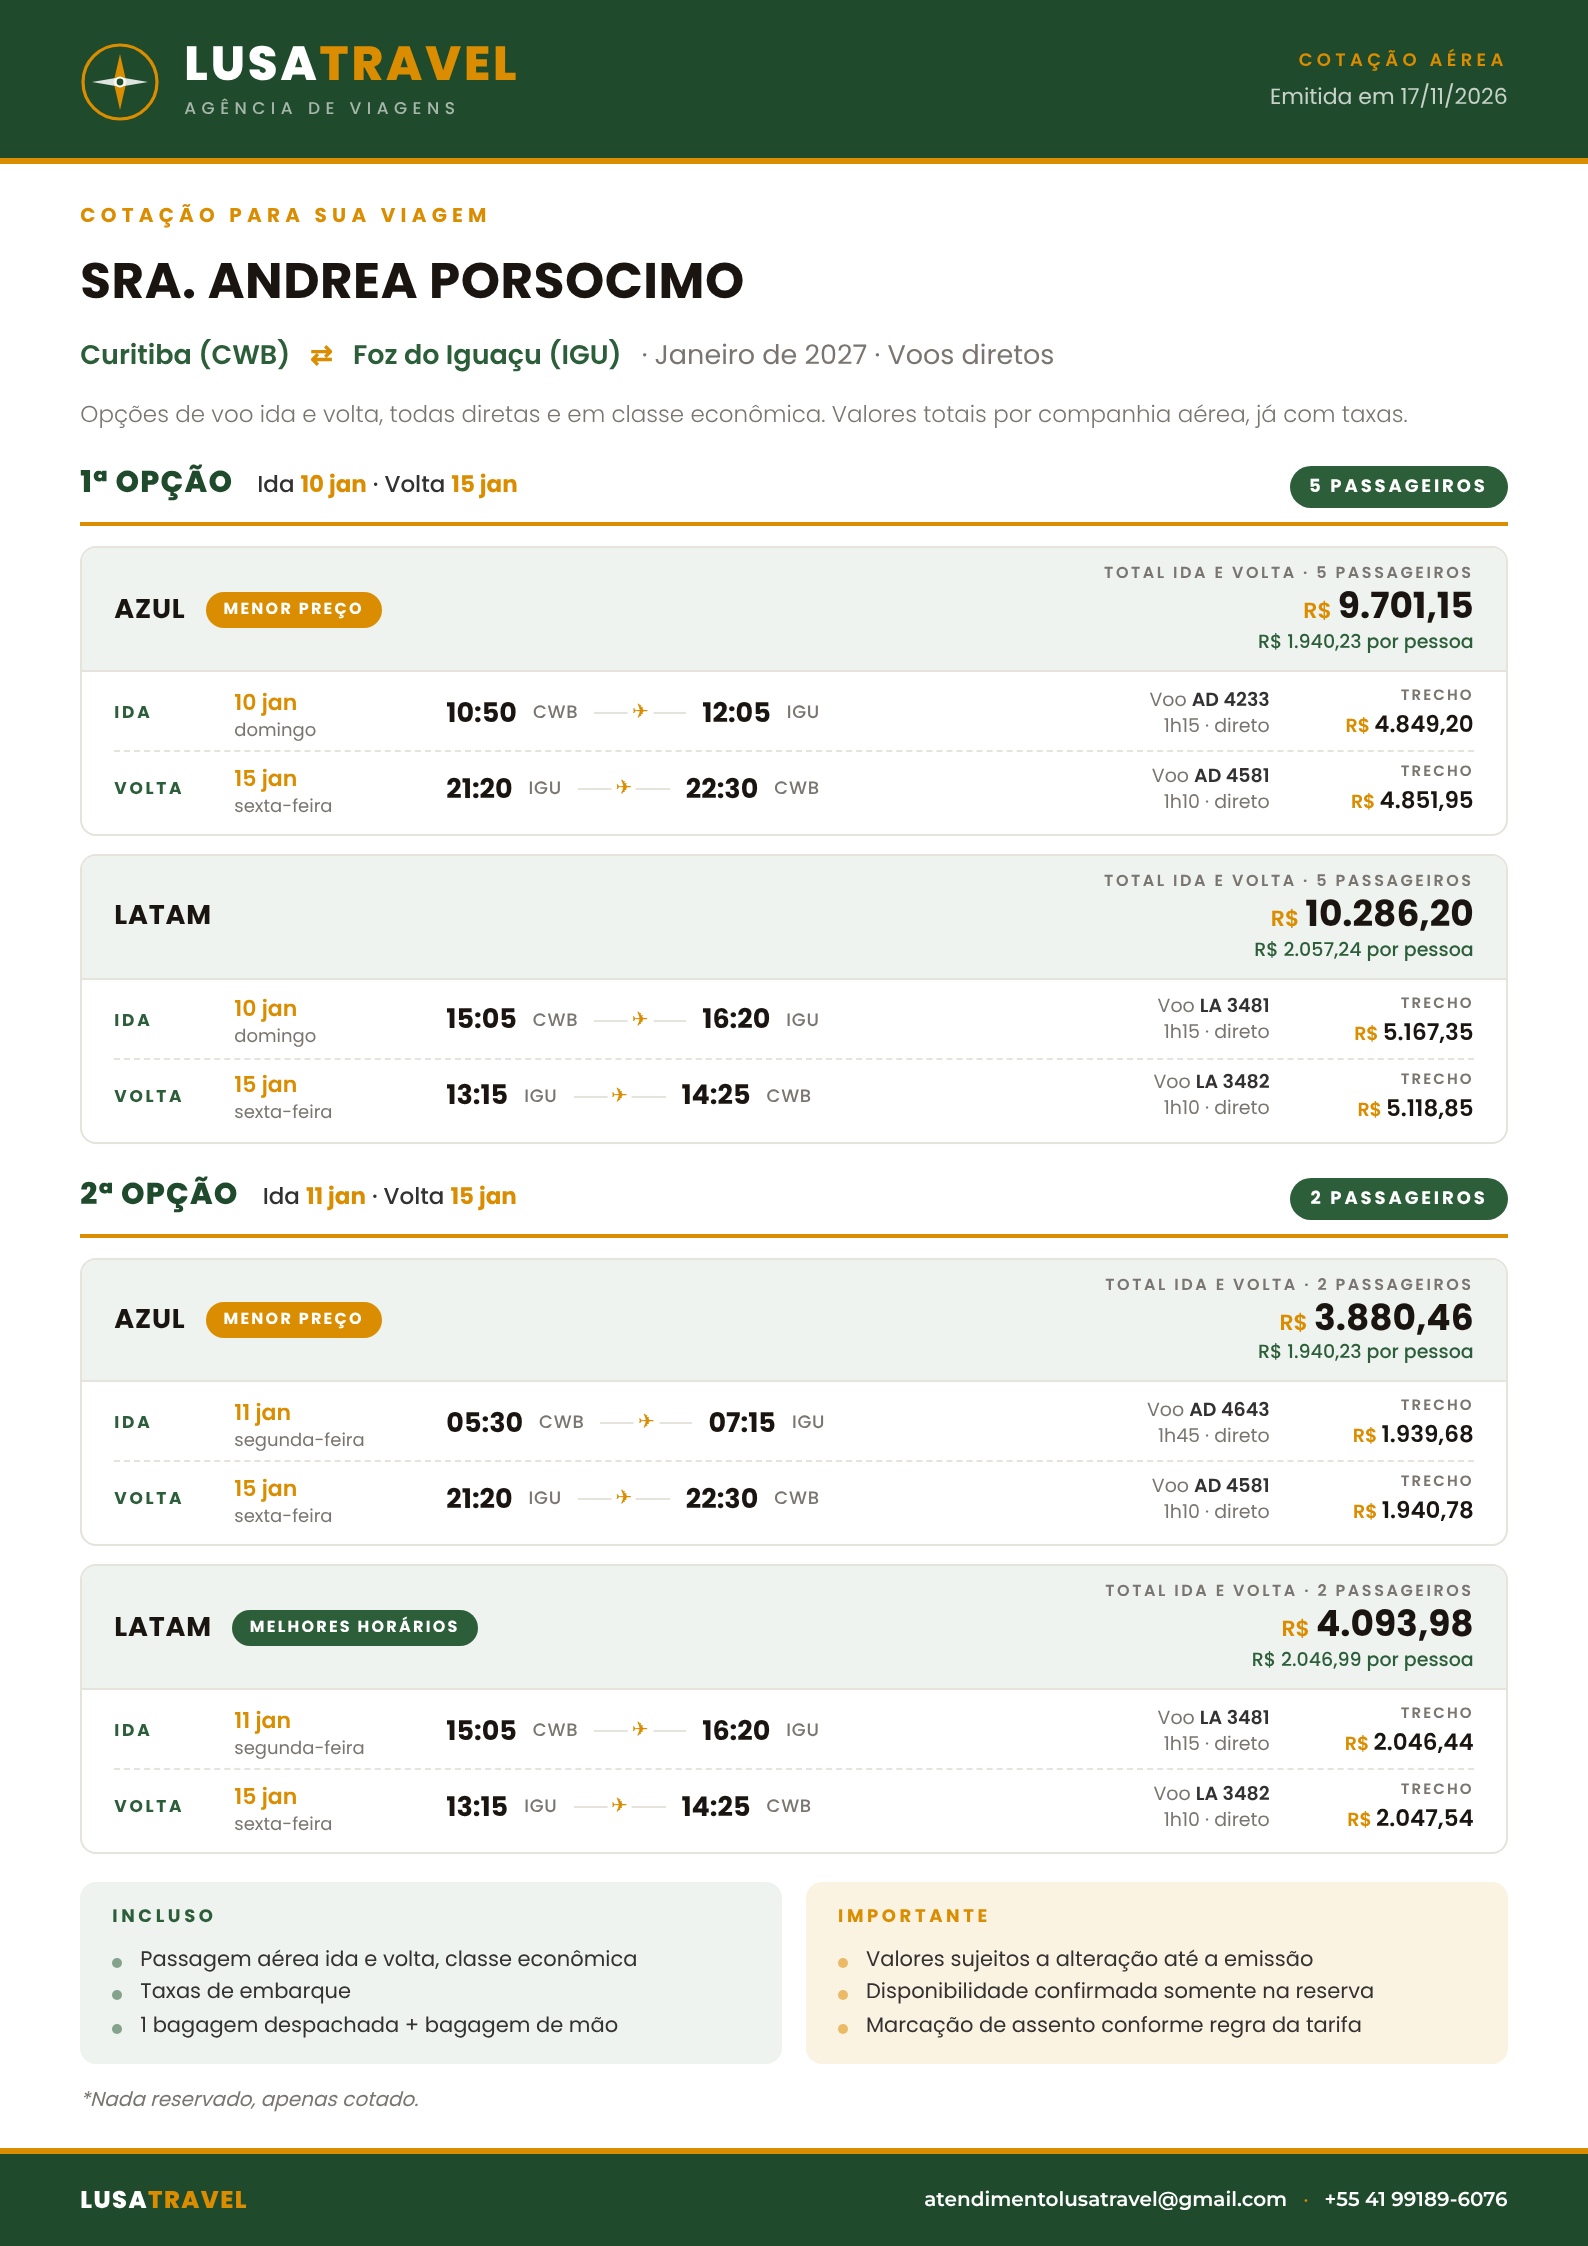 LUSATRAVEL
AGÊNCIA DE VIAGENS
COTAÇÃO AÉREA
Emitida em 17/11/2026
COTAÇÃO PARA SUA VIAGEM
SRA. ANDREA PORSOCIMO
Curitiba (CWB) ⇄ Foz do Iguaçu (IGU) · Janeiro de 2027 · Voos diretos
Opções de voo ida e volta, todas diretas e em classe econômica. Valores totais por companhia aérea, já com taxas.
1ª OPÇÃO Ida 10 jan · Volta 15 jan
5 PASSAGEIROS
AZUL MENOR PREÇO
TOTAL IDA E VOLTA · 5 PASSAGEIROS
R$ 9.701,15
R$ 1.940,23 por pessoa
IDA
10 jan
domingo
10:50 CWB ✈ 12:05 IGU
Voo AD 4233
1h15 · direto
TRECHO
R$ 4.849,20
VOLTA
15 jan
sexta-feira
21:20 IGU ✈ 22:30 CWB
Voo AD 4581
1h10 · direto
TRECHO
R$ 4.851,95
LATAM
TOTAL IDA E VOLTA · 5 PASSAGEIROS
R$ 10.286,20
R$ 2.057,24 por pessoa
IDA
10 jan
domingo
15:05 CWB ✈ 16:20 IGU
Voo LA 3481
1h15 · direto
TRECHO
R$ 5.167,35
VOLTA
15 jan
sexta-feira
13:15 IGU ✈ 14:25 CWB
Voo LA 3482
1h10 · direto
TRECHO
R$ 5.118,85
2ª OPÇÃO Ida 11 jan · Volta 15 jan
2 PASSAGEIROS
AZUL MENOR PREÇO
TOTAL IDA E VOLTA · 2 PASSAGEIROS
R$ 3.880,46
R$ 1.940,23 por pessoa
IDA
11 jan
segunda-feira
05:30 CWB ✈ 07:15 IGU
Voo AD 4643
1h45 · direto
TRECHO
R$ 1.939,68
VOLTA
15 jan
sexta-feira
21:20 IGU ✈ 22:30 CWB
Voo AD 4581
1h10 · direto
TRECHO
R$ 1.940,78
LATAM MELHORES HORÁRIOS
TOTAL IDA E VOLTA · 2 PASSAGEIROS
R$ 4.093,98
R$ 2.046,99 por pessoa
IDA
11 jan
segunda-feira
15:05 CWB ✈ 16:20 IGU
Voo LA 3481
1h15 · direto
TRECHO
R$ 2.046,44
VOLTA
15 jan
sexta-feira
13:15 IGU ✈ 14:25 CWB
Voo LA 3482
1h10 · direto
TRECHO
R$ 2.047,54
INCLUSO
Passagem aérea ida e volta, classe econômica
Taxas de embarque
1 bagagem despachada + bagagem de mão
IMPORTANTE
Valores sujeitos a alteração até a emissão
Disponibilidade confirmada somente na reserva
Marcação de assento conforme regra da tarifa
*Nada reservado, apenas cotado.
LUSATRAVEL
atendimentolusatravel@gmail.com · +55 41 99189-6076